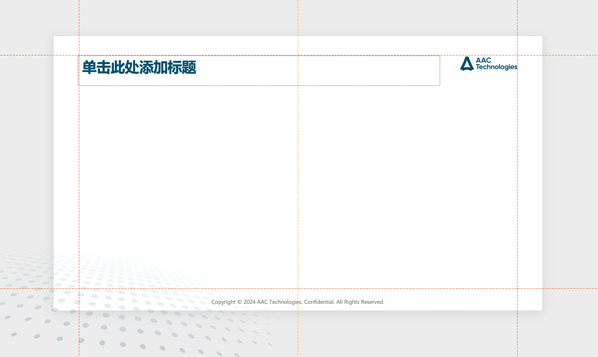 单击此处添加标题
AAC
Technologies
Copyright © 2024 AAC Technologies. Confidential. All Rights Reserved.